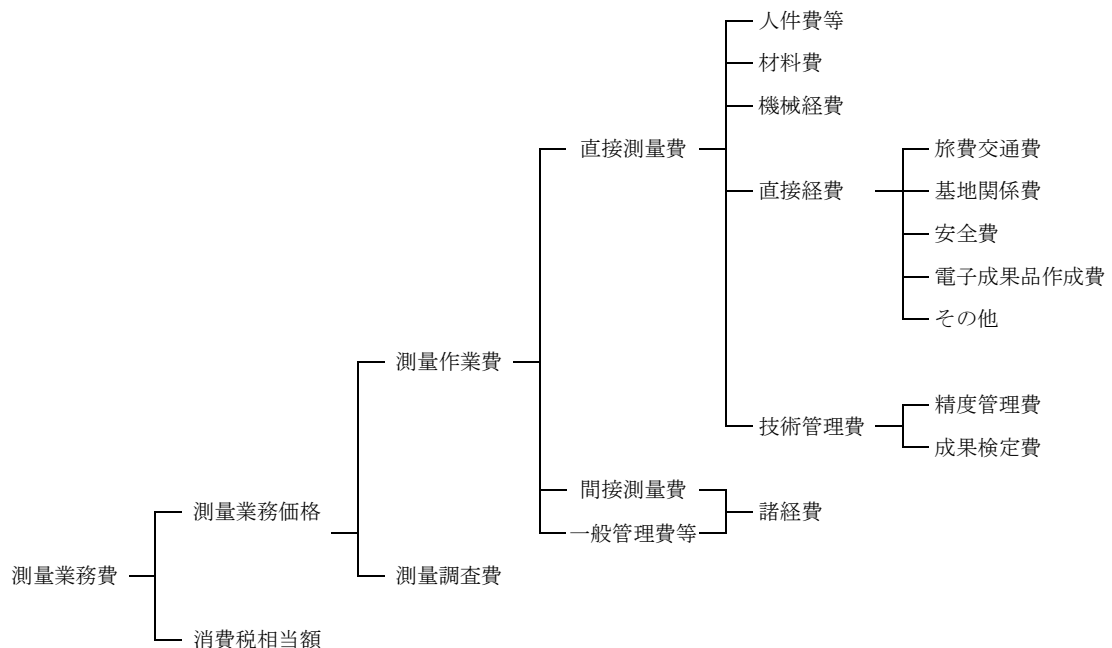 人件費等
材料費
機械経費
直接測量費
旅費交通費
直接経費
基地関係費
安全費
電子成果品作成費
その他
測量作業費
精度管理費
技術管理費
成果検定費
間接測量費
測量業務価格
諸経費
一般管理費等
測量業務費
測量調査費
消費税相当額